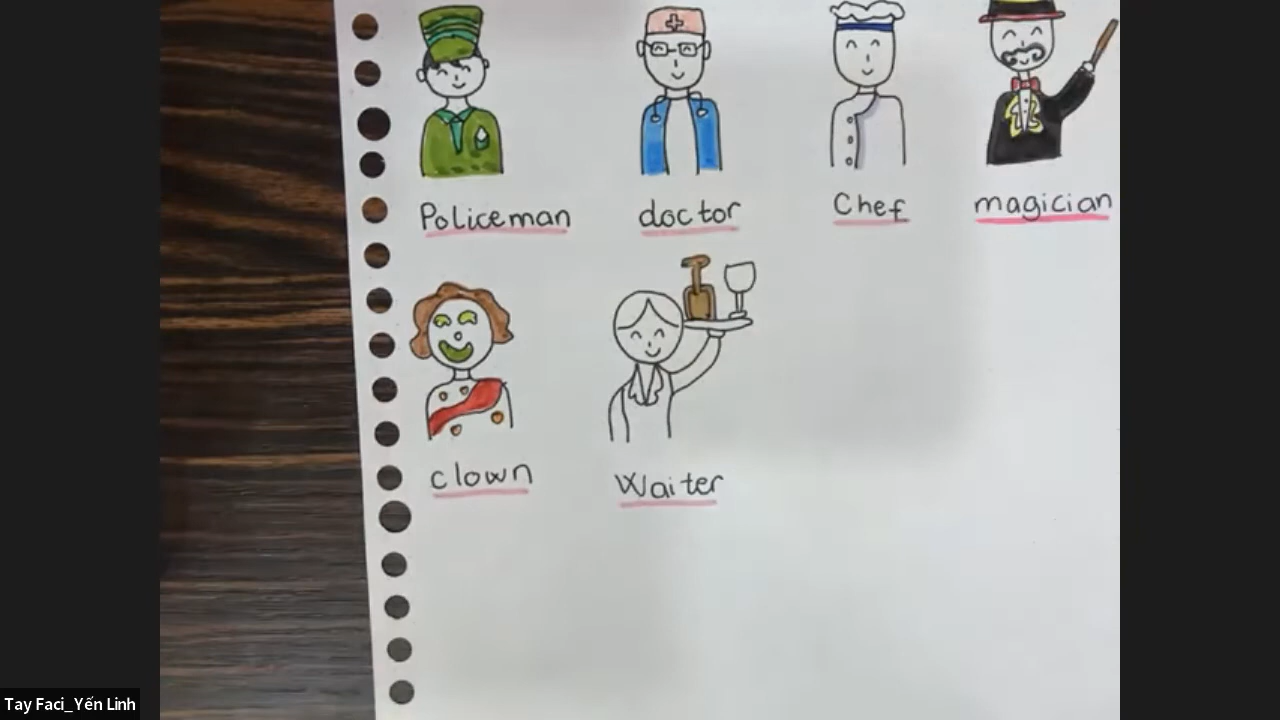 Policeman doctor Chef magician
clown Waiter
Tay Faci_Yến Linh